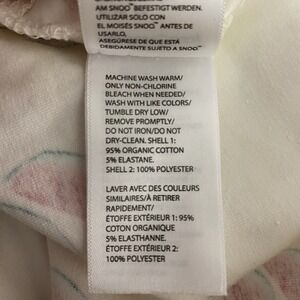 AM SNOO® BEFESTIGT WERDEN.
UTILIZAR SOLO CON
EL MOISÉS SNOO® ANTES DE
USARLO,
ASEGÚRESE DE QUE ESTÁ
DEBIDAMENTE SUJETO A SNOO®.
MACHINE WASH WARM/
ONLY NON-CHLORINE
BLEACH WHEN NEEDED/
WASH WITH LIKE COLORS/
TUMBLE DRY LOW/
REMOVE PROMPTLY/
DO NOT IRON/DO NOT
DRY-CLEAN. SHELL 1:
95% ORGANIC COTTON
5% ELASTANE.
SHELL 2: 100% POLYESTER
LAVER AVEC DES COULEURS
SIMILAIRES/À RETIRER
RAPIDEMENT/
ÉTOFFE EXTÉRIEUR 1: 95%
COTON ORGANIQUE
5% ÉLASTHANNE.
ÉTOFFE EXTÉRIEUR 2:
100% POLYESTER